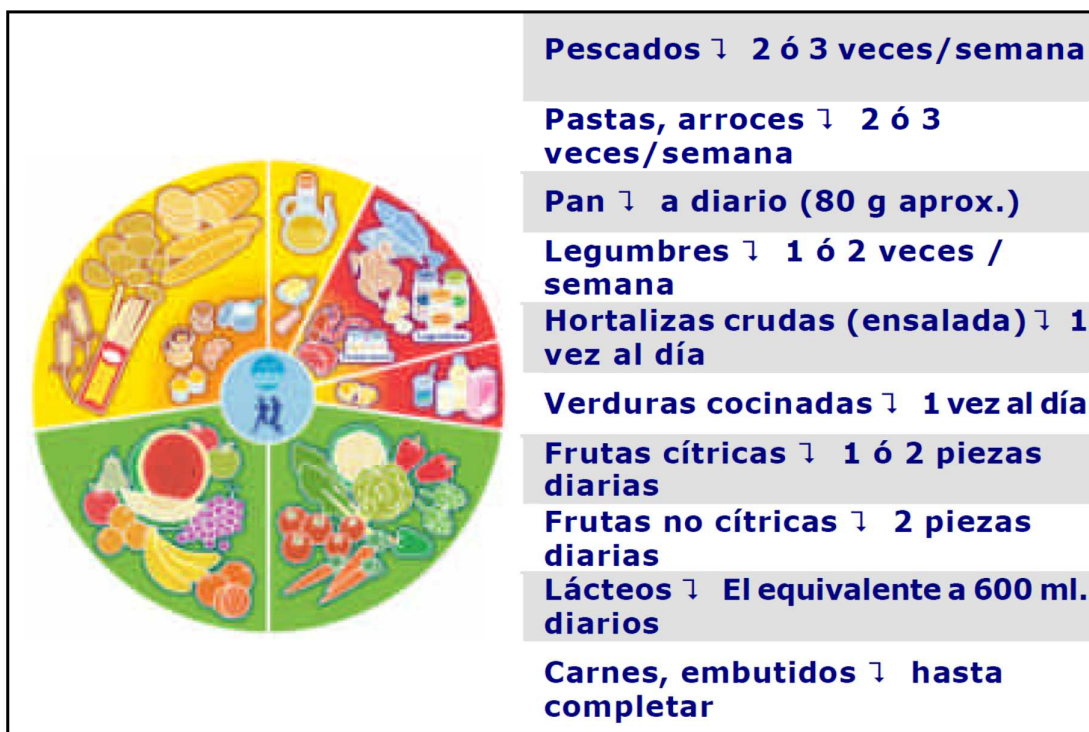 Pescados ↴ 2 ó 3 veces/semana
Pastas, arroces ↴ 2 ó 3
veces/semana
Pan ↴ a diario (80 g aprox.)
Legumbres ↴ 1 ó 2 veces /
semana
Hortalizas crudas (ensalada) ↴ 1
vez al día
Verduras cocinadas ↴ 1 vez al día
Frutas cítricas ↴ 1 ó 2 piezas
diarias
Frutas no cítricas ↴ 2 piezas
diarias
Lácteos ↴ El equivalente a 600 ml.
diarios
Carnes, embutidos ↴ hasta
completar
Legumbres